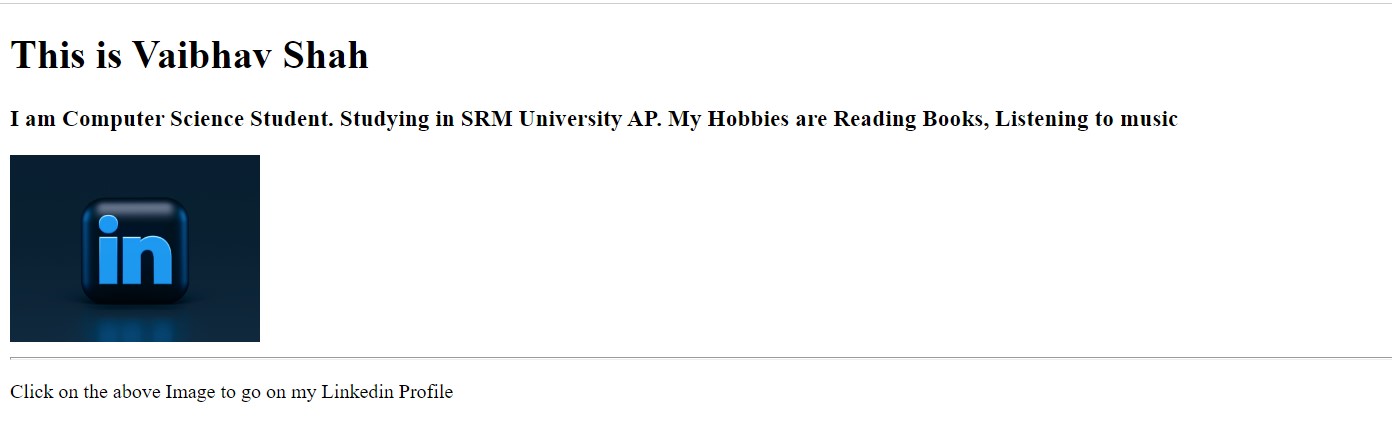 This is Vaibhav Shah
I am Computer Science Student. Studying in SRM University AP. My Hobbies are Reading Books, Listening to music
in
Click on the above Image to go on my Linkedin Profile